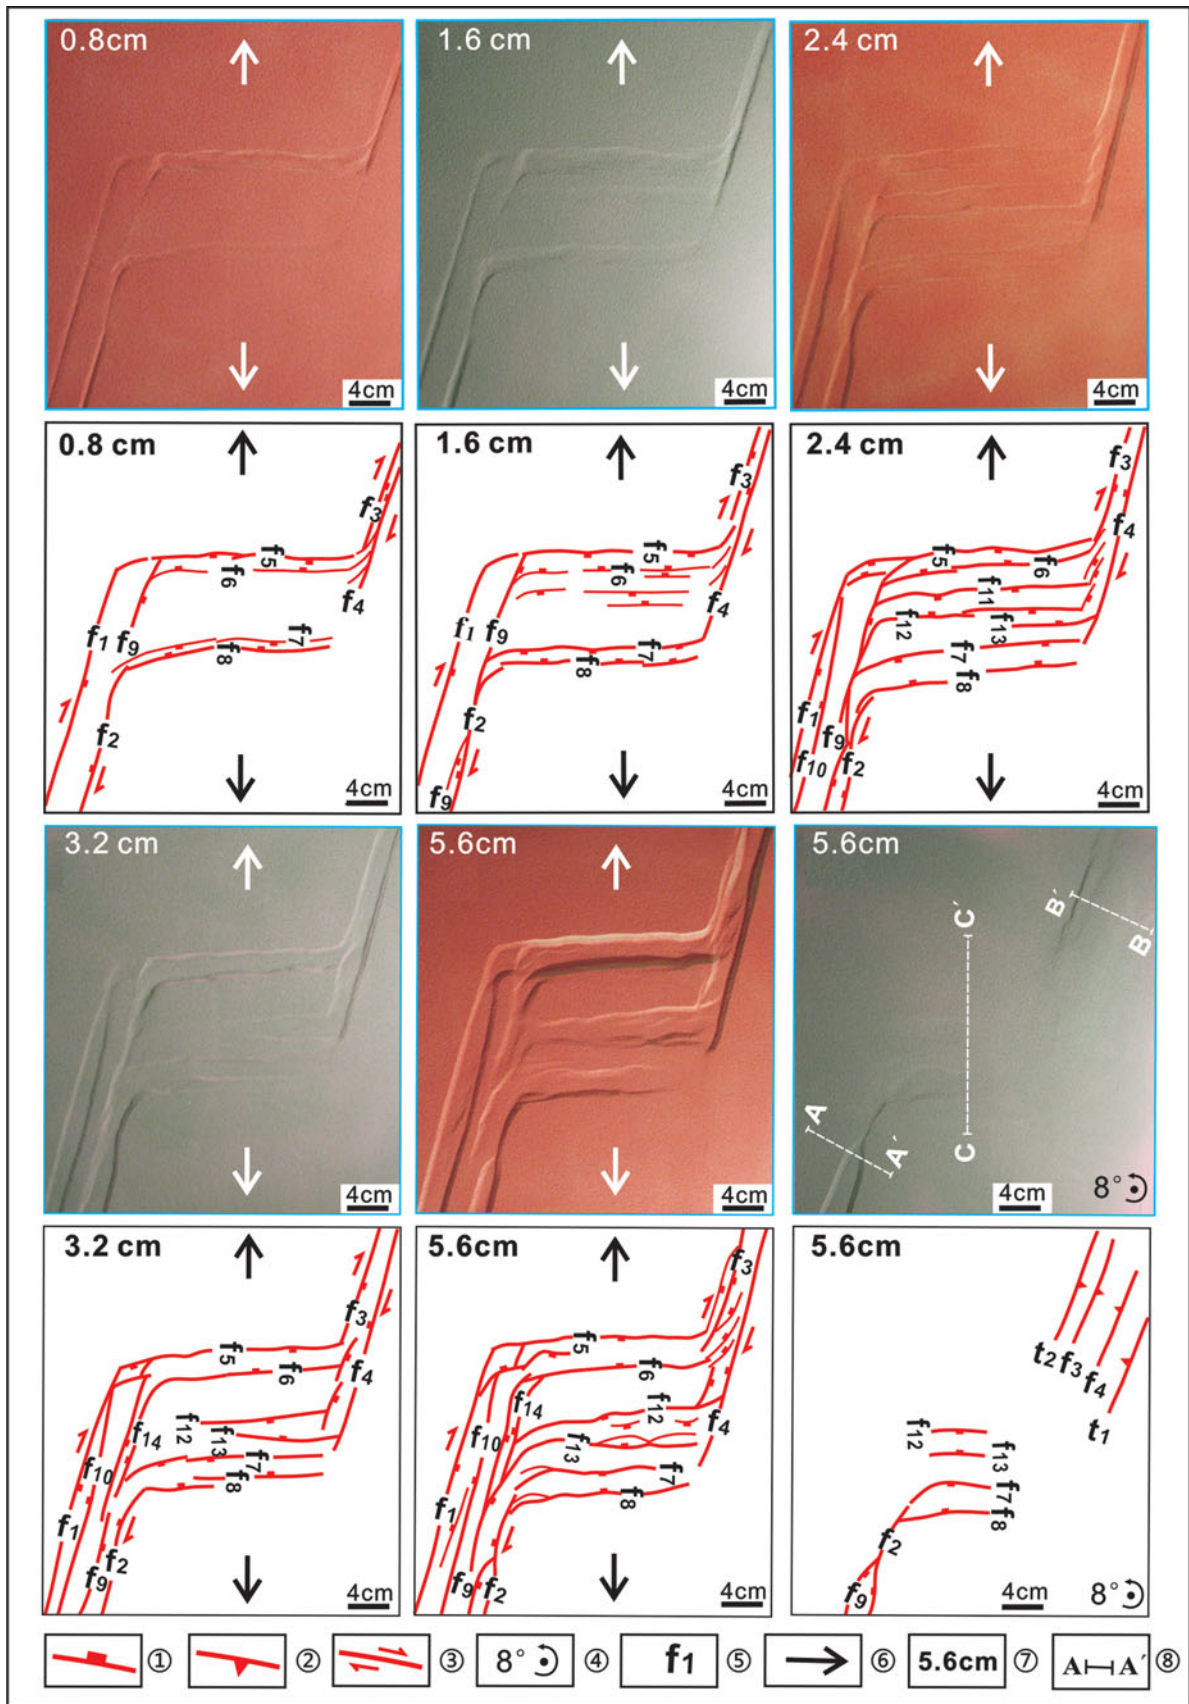 0.8cm
4cm
1.6 cm
4cm
2.4 cm
4cm
0.8 cm
f3
f5
f6
f4
f1 f9
f7
f8
f2
4cm
1.6 cm
f3
f5
f6
f4
f1 f9
f7
f8
f2
f9
4cm
2.4 cm
f3
f4
f5
f6
f11
f12
f13
f7
f8
f1
f9
f10
f2
4cm
3.2 cm
4cm
5.6cm
4cm
5.6cm
B′
B
C′
A
A′
C
4cm
8°
3.2 cm
f3
f5
f6
f4
f12
f13
f14
f7
f10
f8
f1
f2
f9
4cm
5.6cm
f3
f5
f6
f14
f12
f4
f10
f13
f7
f8
f1
f9
f2
4cm
5.6cm
t2 f3
f4
t1
f12
f13
f7
f8
f2
f9
4cm
8°
① ② ③ 8° ④ f1 ⑤ ⑥ 5.6cm ⑦ A A′ ⑧